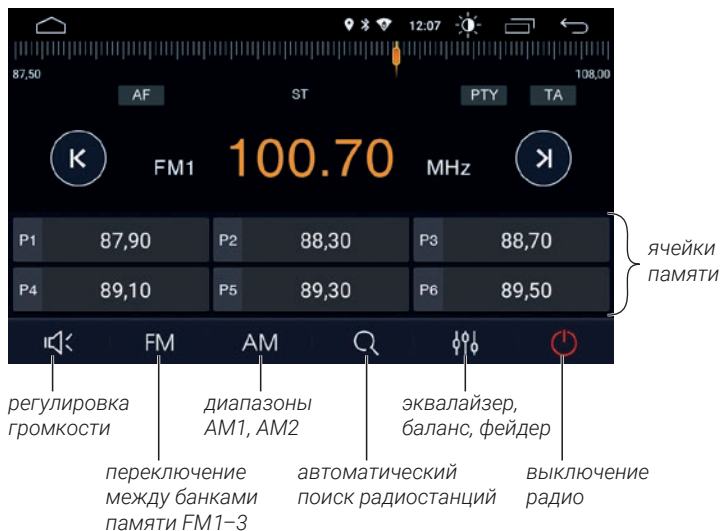 12:07
87,50
108,00
AF ST PTY TA
FM1 100.70 MHz
P1 87,90 P2 88,30 P3 88,70
P4 89,10 P5 89,30 P6 89,50
ячейки
памяти
FM AM
регулировка
громкости
диапазоны
AM1, AM2
эквалайзер,
баланс, фейдер
переключение
между банками
памяти FM1–3
автоматический
поиск радиостанций
выключение
радио